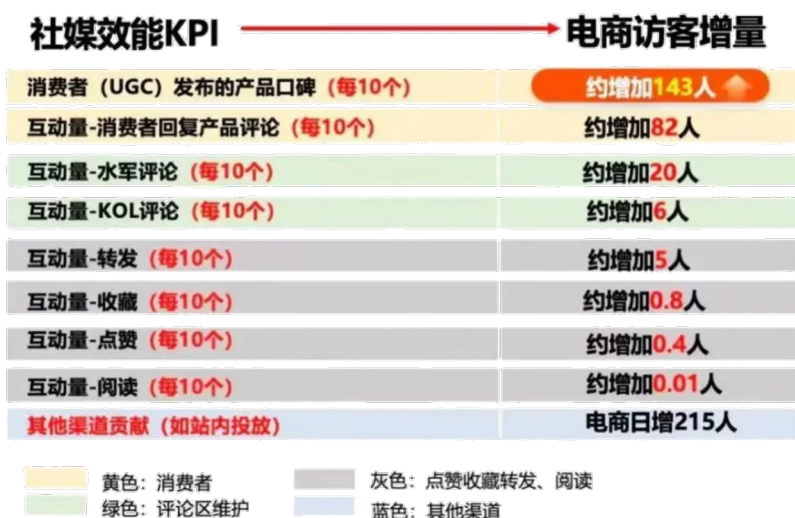 社媒效能KPI 电商访客增量
消费者（UGC）发布的产品口碑（每10个） 约增加143人
互动量-消费者回复产品评论（每10个） 约增加82人
互动量-水军评论（每10个） 约增加20人
互动量-KOL评论（每10个） 约增加6人
互动量-转发（每10个） 约增加5人
互动量-收藏（每10个） 约增加0.8人
互动量-点赞（每10个） 约增加0.4人
互动量-阅读（每10个） 约增加0.01人
其他渠道贡献（如站内投放） 电商日增215人
黄色：消费者 灰色：点赞收藏转发、阅读
绿色：评论区维护 蓝色：其他渠道